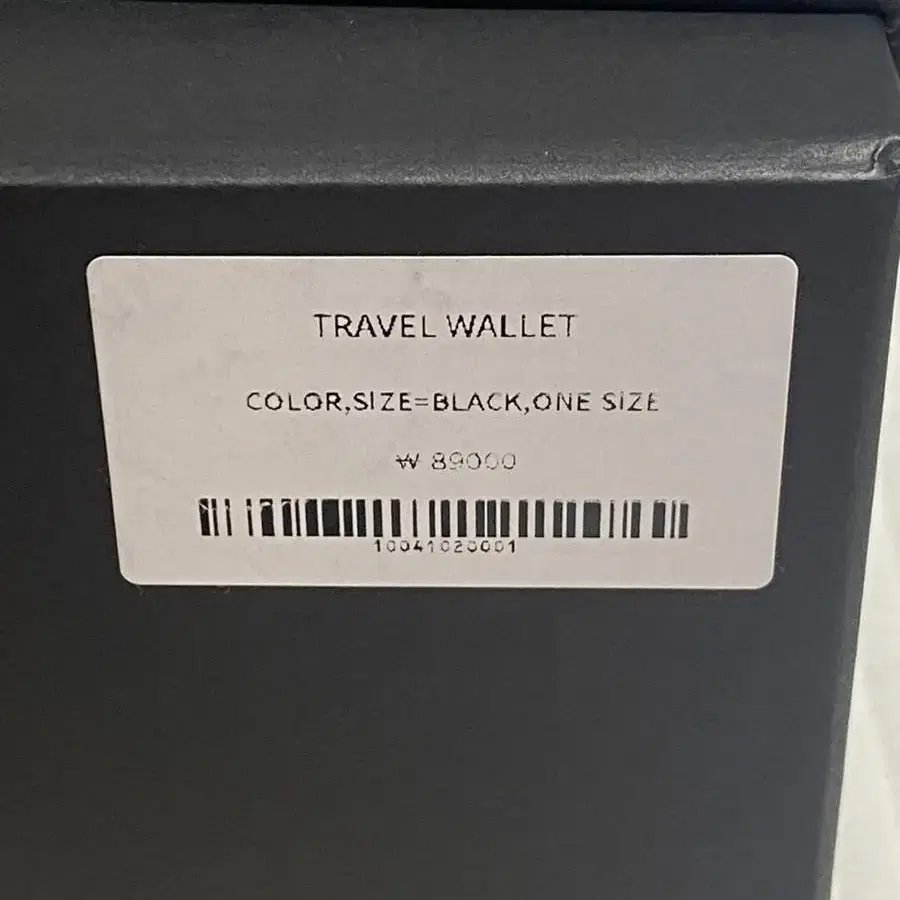 TRAVEL WALLET
COLOR,SIZE=BLACK,ONE SIZE
₩ 89000
10041020001